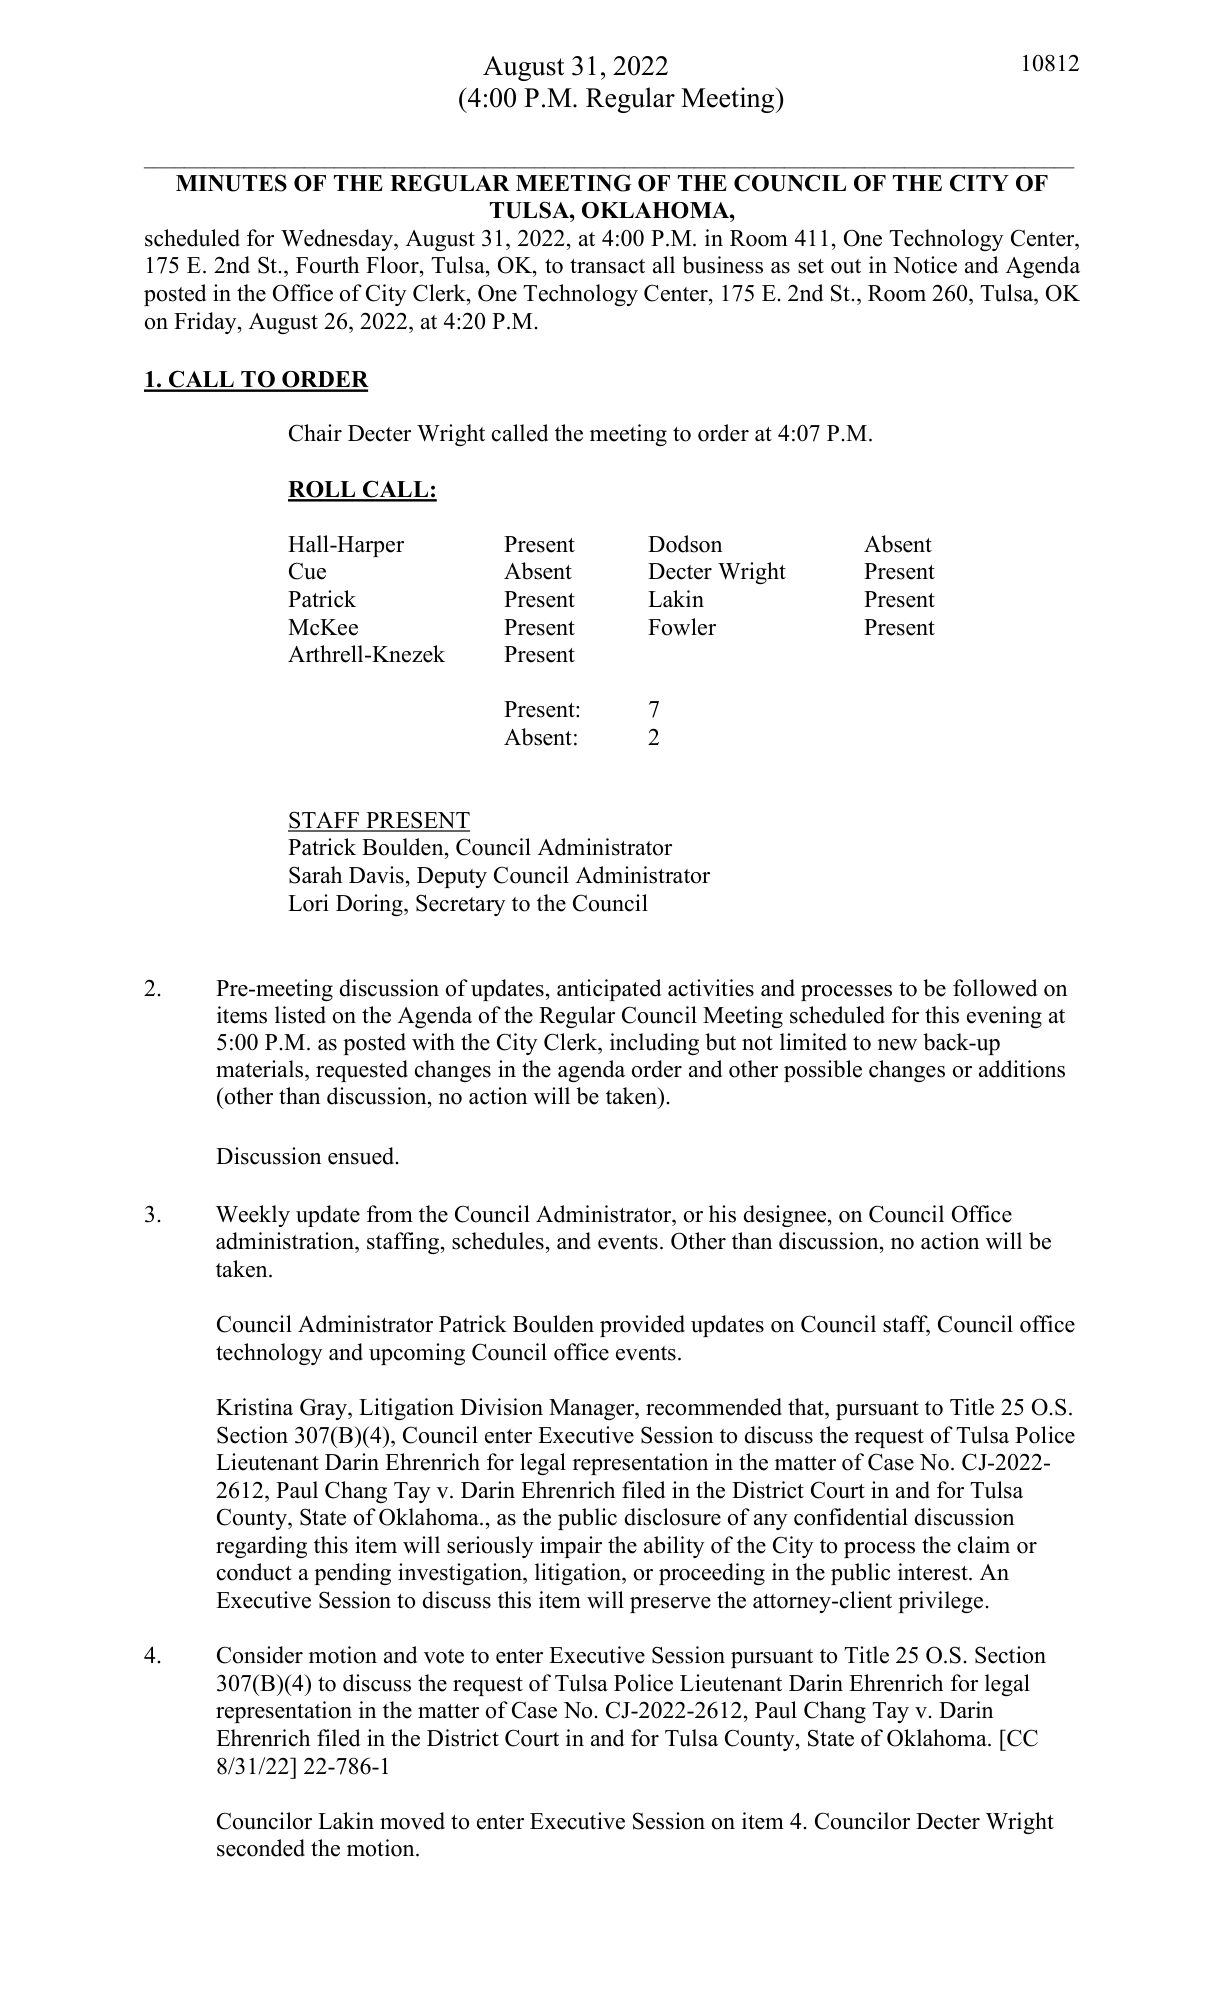 August 31, 2022 10812
(4:00 P.M. Regular Meeting)
MINUTES OF THE REGULAR MEETING OF THE COUNCIL OF THE CITY OF
TULSA, OKLAHOMA,
scheduled for Wednesday, August 31, 2022, at 4:00 P.M. in Room 411, One Technology Center,
175 E. 2nd St., Fourth Floor, Tulsa, OK, to transact all business as set out in Notice and Agenda
posted in the Office of City Clerk, One Technology Center, 175 E. 2nd St., Room 260, Tulsa, OK
on Friday, August 26, 2022, at 4:20 P.M.
1. CALL TO ORDER
Chair Decter Wright called the meeting to order at 4:07 P.M.
ROLL CALL:
Hall-Harper Present Dodson Absent
Cue Absent Decter Wright Present
Patrick Present Lakin Present
McKee Present Fowler Present
Arthrell-Knezek Present
Present: 7
Absent: 2
STAFF PRESENT
Patrick Boulden, Council Administrator
Sarah Davis, Deputy Council Administrator
Lori Doring, Secretary to the Council
2. Pre-meeting discussion of updates, anticipated activities and processes to be followed on
items listed on the Agenda of the Regular Council Meeting scheduled for this evening at
5:00 P.M. as posted with the City Clerk, including but not limited to new back-up
materials, requested changes in the agenda order and other possible changes or additions
(other than discussion, no action will be taken).
Discussion ensued.
3. Weekly update from the Council Administrator, or his designee, on Council Office
administration, staffing, schedules, and events. Other than discussion, no action will be
taken.
Council Administrator Patrick Boulden provided updates on Council staff, Council office
technology and upcoming Council office events.
Kristina Gray, Litigation Division Manager, recommended that, pursuant to Title 25 O.S.
Section 307(B)(4), Council enter Executive Session to discuss the request of Tulsa Police
Lieutenant Darin Ehrenrich for legal representation in the matter of Case No. CJ-2022-
2612, Paul Chang Tay v. Darin Ehrenrich filed in the District Court in and for Tulsa
County, State of Oklahoma., as the public disclosure of any confidential discussion
regarding this item will seriously impair the ability of the City to process the claim or
conduct a pending investigation, litigation, or proceeding in the public interest. An
Executive Session to discuss this item will preserve the attorney-client privilege.
4. Consider motion and vote to enter Executive Session pursuant to Title 25 O.S. Section
307(B)(4) to discuss the request of Tulsa Police Lieutenant Darin Ehrenrich for legal
representation in the matter of Case No. CJ-2022-2612, Paul Chang Tay v. Darin
Ehrenrich filed in the District Court in and for Tulsa County, State of Oklahoma. [CC
8/31/22] 22-786-1
Councilor Lakin moved to enter Executive Session on item 4. Councilor Decter Wright
seconded the motion.